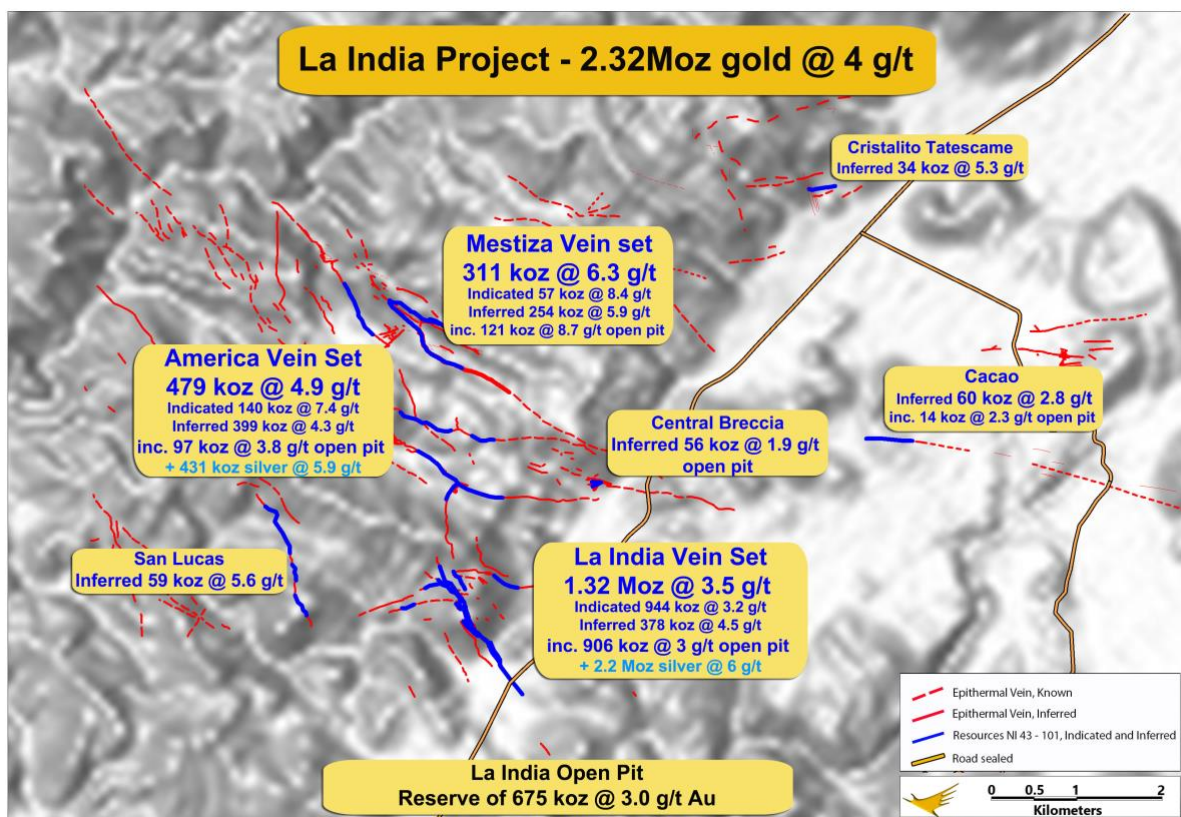 La India Project - 2.32Moz gold @ 4 g/t
Cristalito Tatescame
Inferred 34 koz @ 5.3 g/t
Mestiza Vein set
311 koz @ 6.3 g/t
Indicated 57 koz @ 8.4 g/t
Inferred 254 koz @ 5.9 g/t
inc. 121 koz @ 8.7 g/t open pit
America Vein Set
479 koz @ 4.9 g/t
Indicated 140 koz @ 7.4 g/t
Inferred 399 koz @ 4.3 g/t
inc. 97 koz @ 3.8 g/t open pit
+ 431 koz silver @ 5.9 g/t
Cacao
Inferred 60 koz @ 2.8 g/t
inc. 14 koz @ 2.3 g/t open pit
Central Breccia
Inferred 56 koz @ 1.9 g/t
open pit
San Lucas
Inferred 59 koz @ 5.6 g/t
La India Vein Set
1.32 Moz @ 3.5 g/t
Indicated 944 koz @ 3.2 g/t
Inferred 378 koz @ 4.5 g/t
inc. 906 koz @ 3 g/t open pit
+ 2.2 Moz silver @ 6 g/t
La India Open Pit
Reserve of 675 koz @ 3.0 g/t Au
Epithermal Vein, Known
Epithermal Vein, Inferred
Resources NI 43 - 101, Indicated and Inferred
Road sealed
0 0.5 1 2
Kilometers